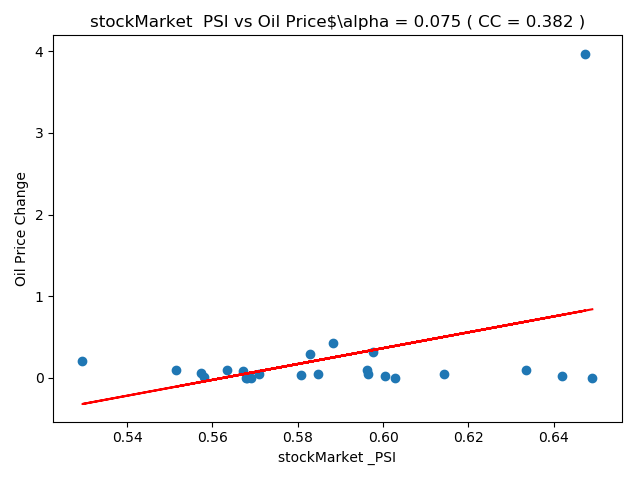 stockMarket  PSI vs Oil Price$\alpha = 0.075 ( CC = 0.382 )
4
3
2
1
0
Oil Price Change
0.54 0.56 0.58 0.60 0.62 0.64
stockMarket _PSI